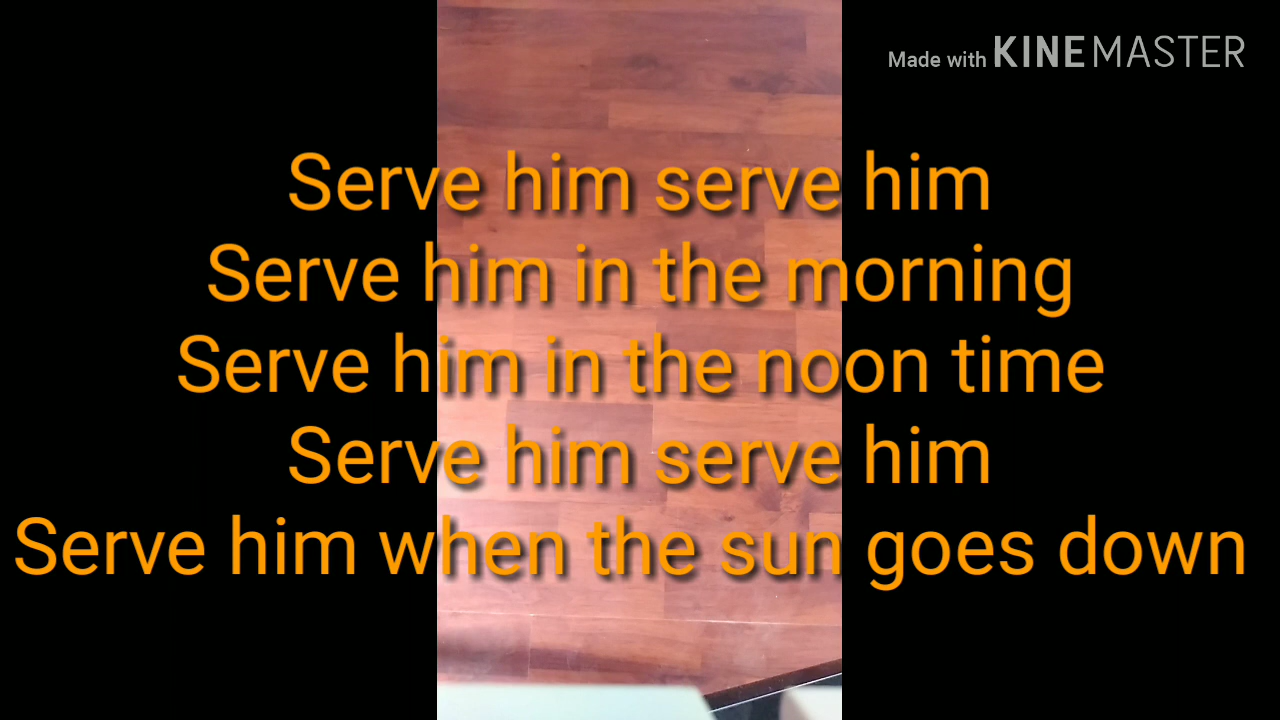 Made with KINEMASTER
Serve him serve him
Serve him in the morning
Serve him in the noon time
Serve him serve him
Serve him when the sun goes down